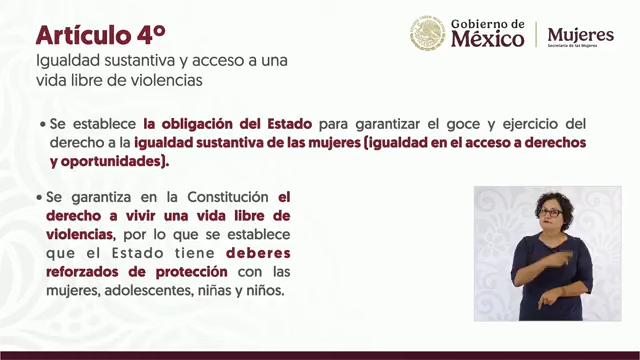 Artículo 4º
Igualdad sustantiva y acceso a una
vida libre de violencias
Gobierno de
México
Mujeres
Secretaría de las Mujeres
• Se establece la obligación del Estado para garantizar el goce y ejercicio del
derecho a la igualdad sustantiva de las mujeres (igualdad en el acceso a derechos
y oportunidades).
• Se garantiza en la Constitución el
derecho a vivir una vida libre de
violencias, por lo que se establece
que el Estado tiene deberes
reforzados de protección con las
mujeres, adolescentes, niñas y niños.